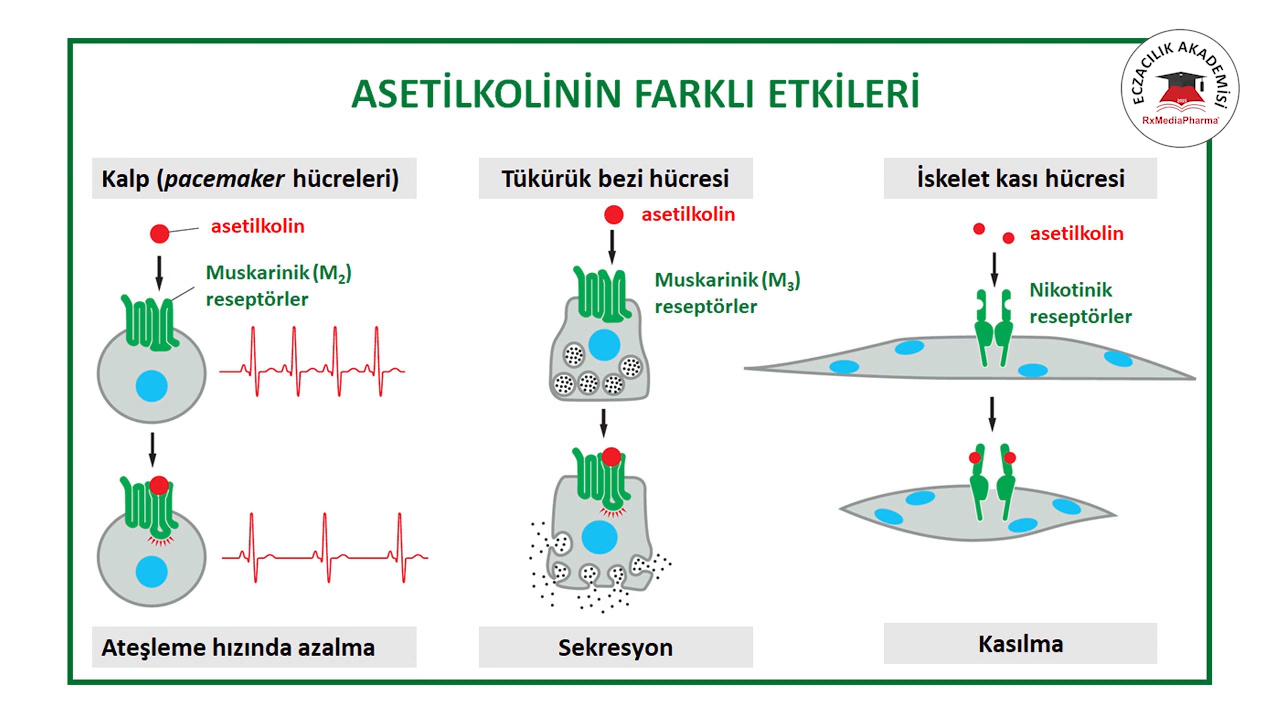 ASETİLKOLİNİN FARKLI ETKİLERİ
ECZACILIK AKADEMİSİ
2021
RxMediaPharma®
Kalp (pacemaker hücreleri)
asetilkolin
Muskarinik (M₂)
reseptörler
Ateşleme hızında azalma
Tükürük bezi hücresi
asetilkolin
Muskarinik (M₃)
reseptörler
Sekresyon
İskelet kası hücresi
asetilkolin
Nikotinik
reseptörler
Kasılma